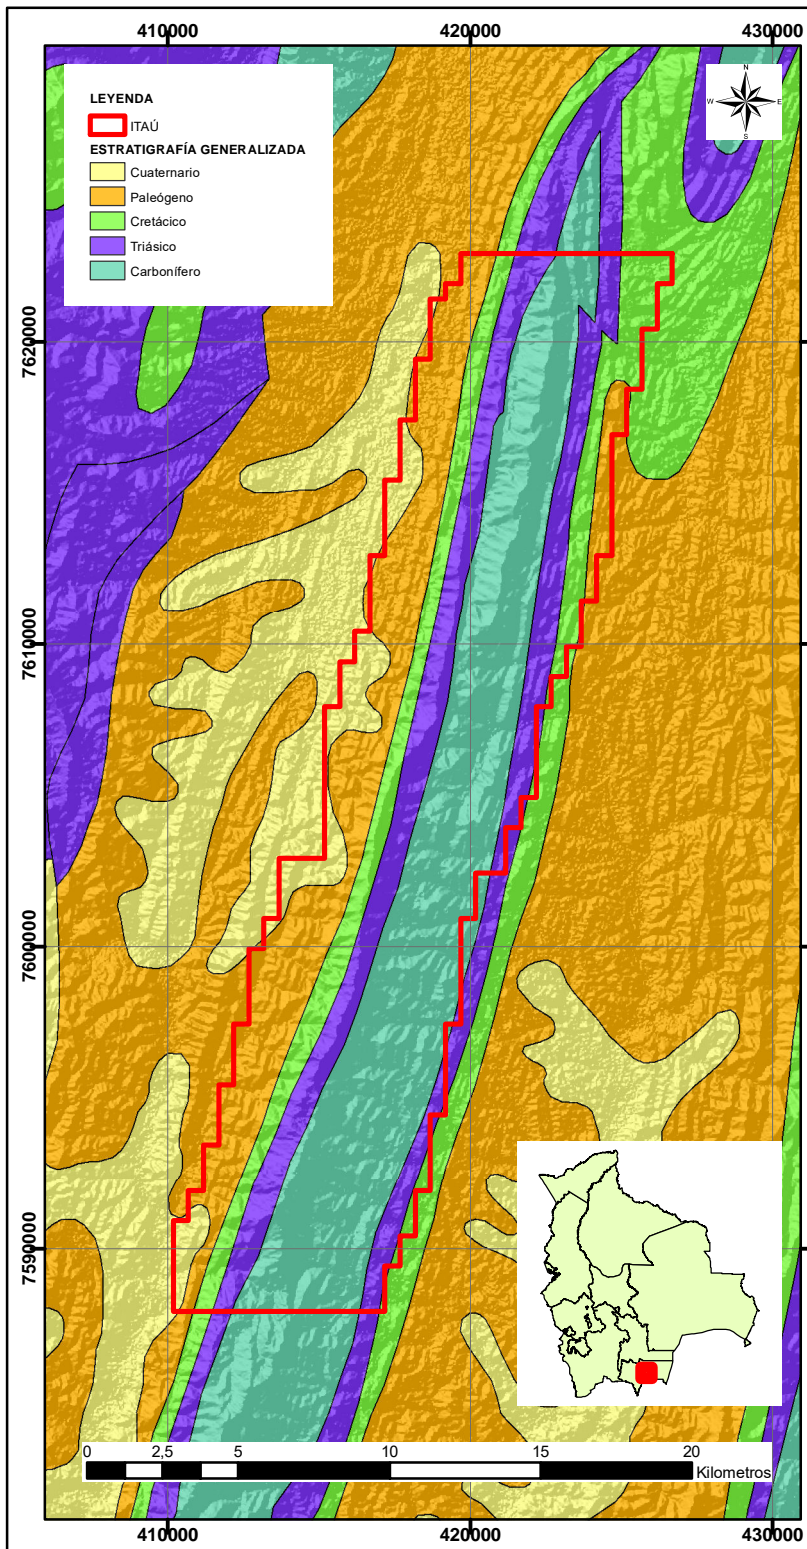 410000 420000 430000
LEYENDA
ITAÚ
ESTRATIGRAFÍA GENERALIZADA
Cuaternario
Paleógeno
Cretácico
Triásico
Carbonífero
N
W E
S
7620000
7610000
7600000
7590000
0 2,5 5 10 15 20
Kilometros
410000 420000 430000